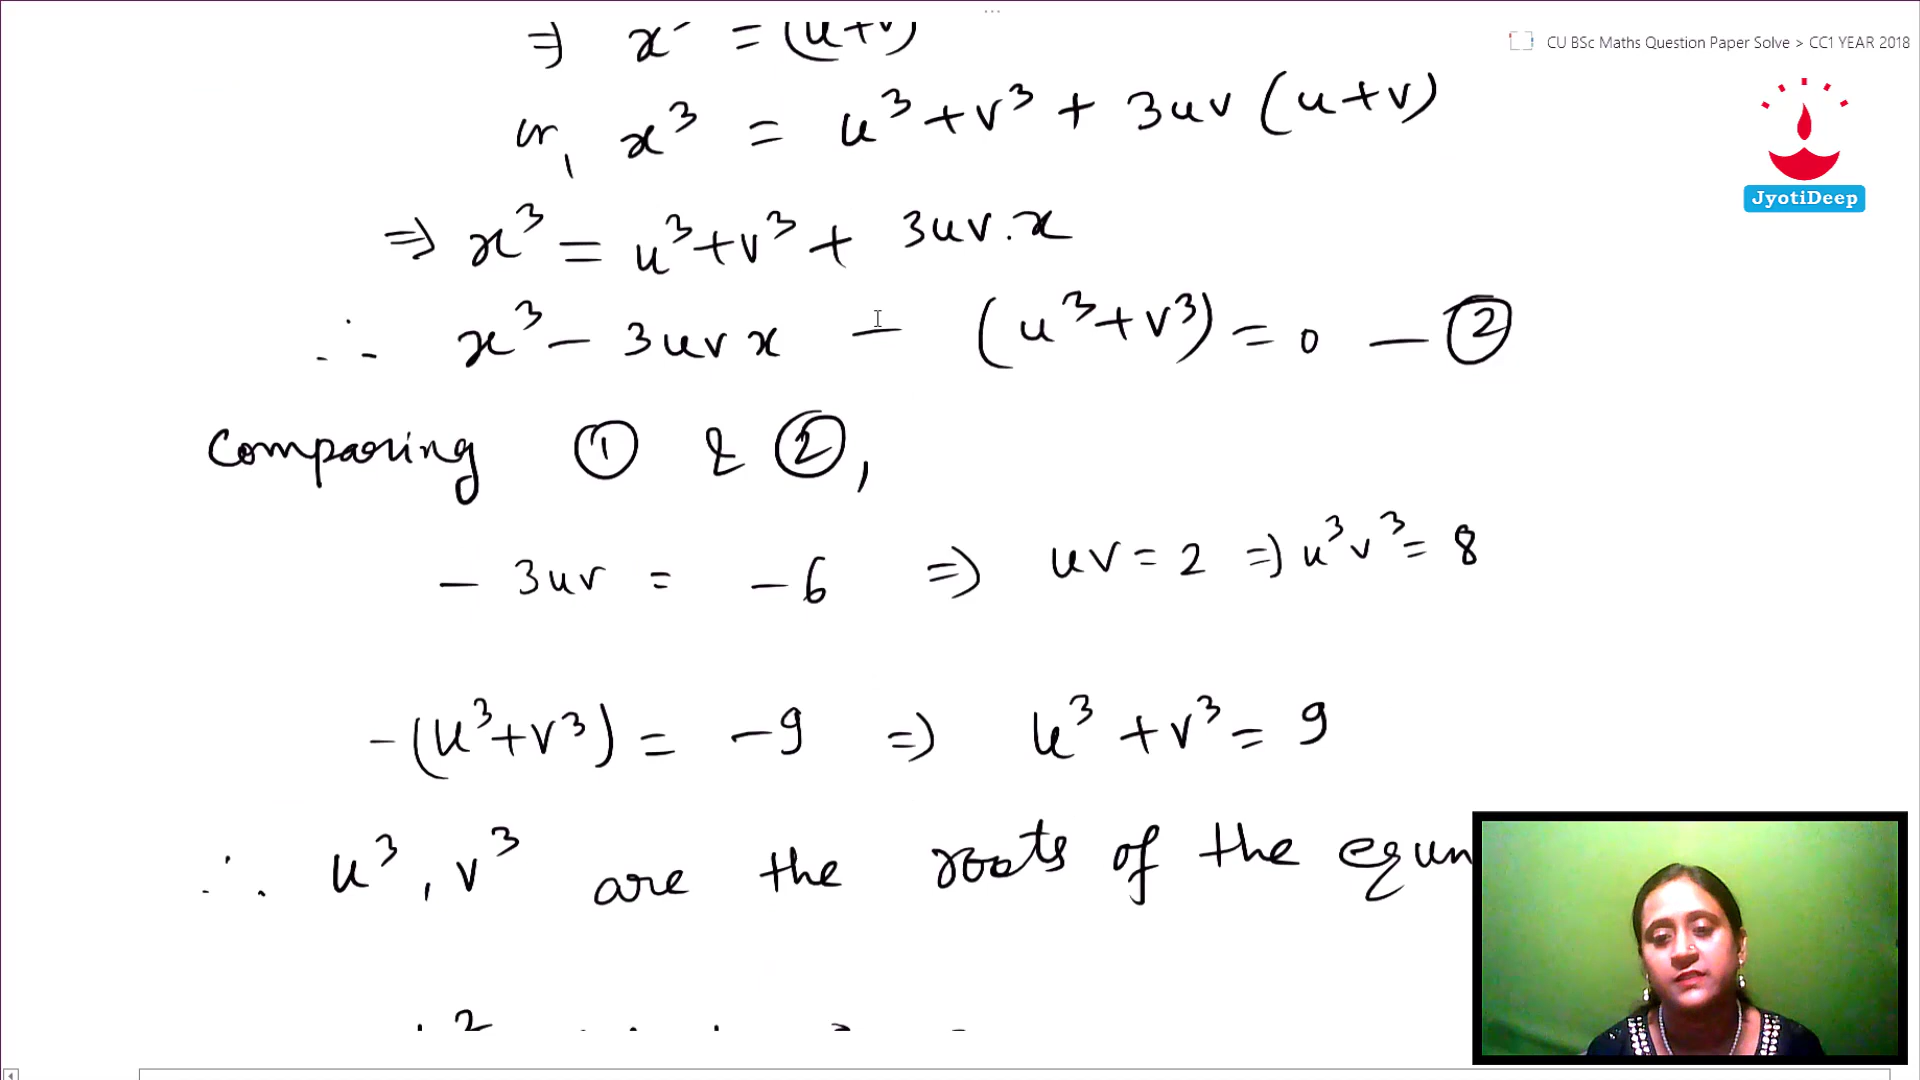 CU BSc Maths Question Paper Solve > CC1 YEAR 2018
JyotiDeep
⇒ x = (u+v)
or, x³ = u³+v³ + 3uv (u+v)
⇒ x³ = u³+v³ + 3uv.x
∴ x³ − 3uvx − (u³+v³) = 0 — ②
Comparing ① & ②,
− 3uv = −6 ⇒ uv = 2 ⇒ u³v³ = 8
−(u³+v³) = −9 ⇒ u³ + v³ = 9
∴ u³, v³ are the roots of the equn